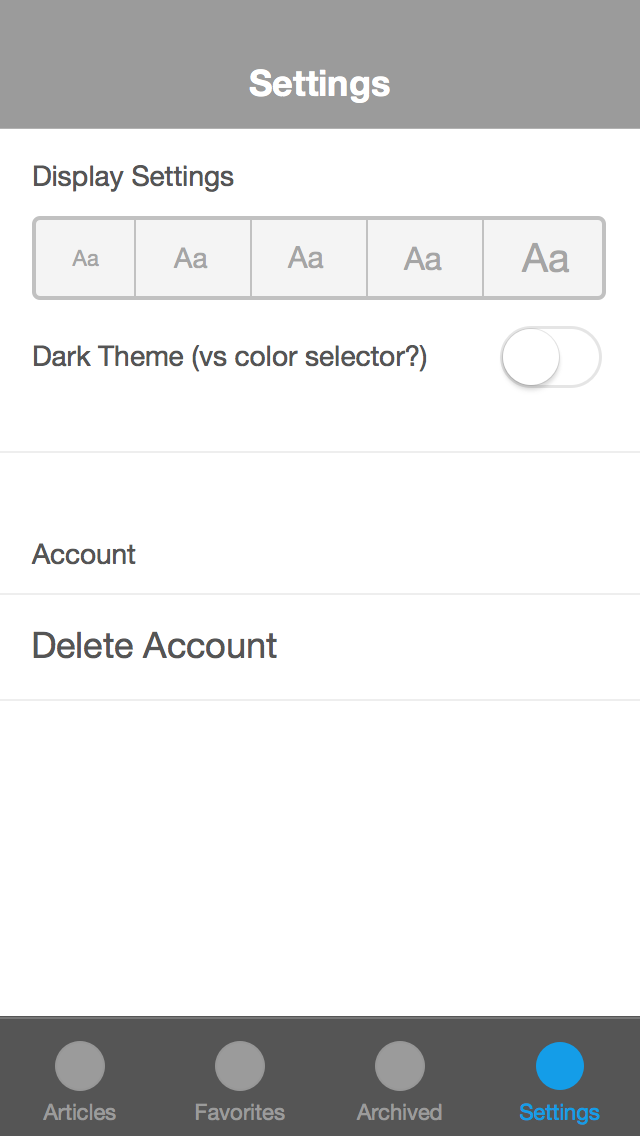 Settings
Display Settings
Aa Aa Aa Aa Aa
Dark Theme (vs color selector?)
Account
Delete Account
Articles Favorites Archived Settings